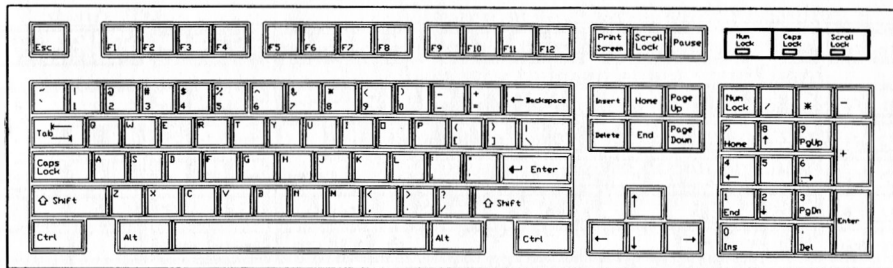 Esc F1 F2 F3 F4 F5 F6 F7 F8 F9 F10 F11 F12 Print Screen Scroll Lock Pause Num Lock Caps Lock Scroll Lock
~ ! @ # $ % ^ & * ( ) _ +
` 1 2 3 4 5 6 7 8 9 0 - = ← Backspace Insert Home Page Up Num Lock / * -
Tab Q W E R T Y U I O P { } |
[ ] \ Delete End Page Down 7 Home 8 ↑ 9 PgUp +
Caps Lock A S D F G H J K L : " ↵ Enter 4 ← 5 6 →
⇧ Shift Z X C V B N M < > ? ⇧ Shift ↑ 1 End 2 ↓ 3 PgDn Enter
, . /
Ctrl Alt Alt Ctrl ← ↓ → 0 Ins . Del